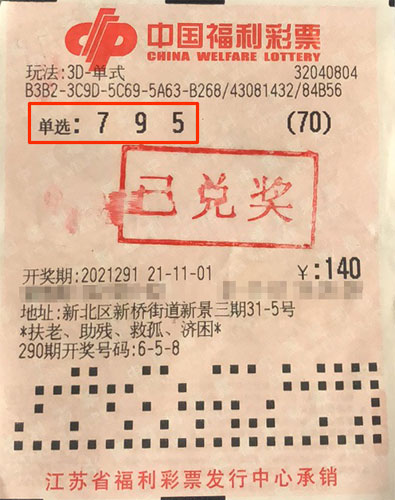 中国福利彩票
CHINA WELFARE LOTTERY
玩法:3D-单式 32040804
B3B2-3C9D-5C69-5A63-B268/43081432/84B56
单选: 7 9 5 (70)
已兑奖
开奖期:2021291 21-11-01 ¥:140
地址:新北区新桥街道新景三期31-5号
*扶老、助残、救孤、济困*
290期开奖号码:6-5-8
江苏省福利彩票发行中心承销